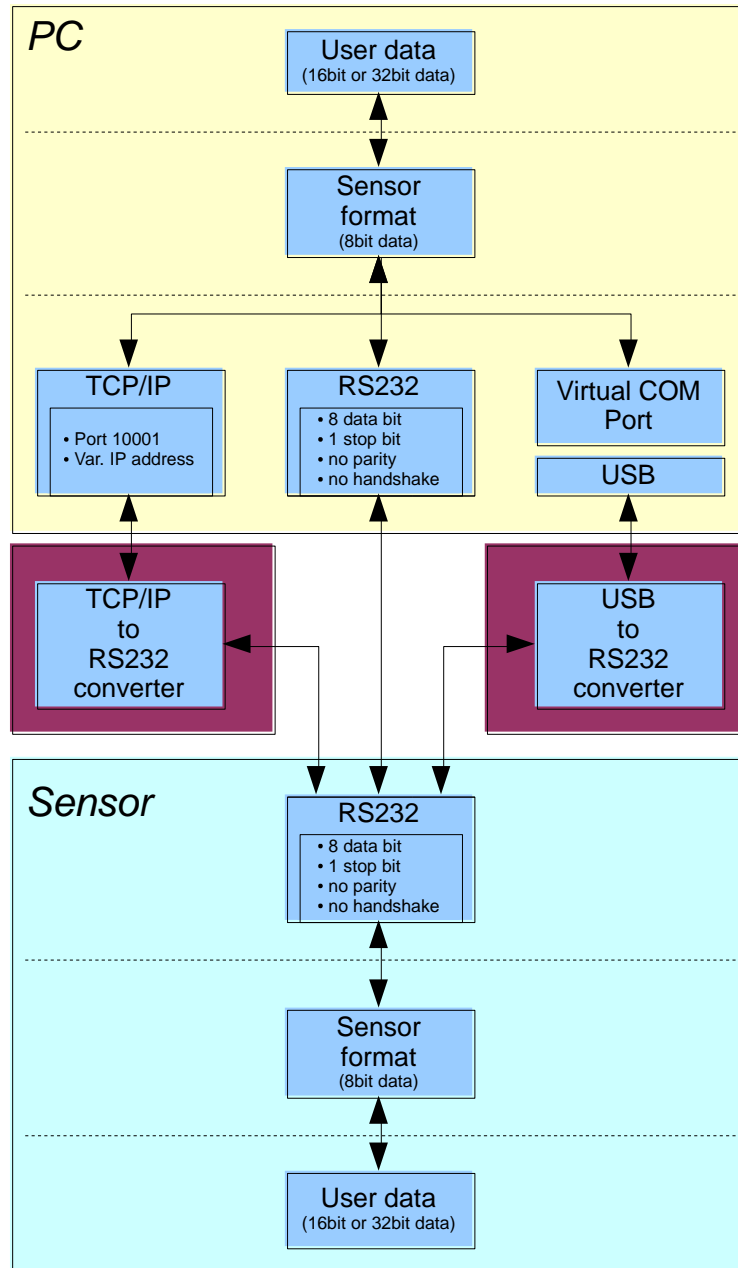 PC
User data
(16bit or 32bit data)
Sensor
format
(8bit data)
TCP/IP
• Port 10001
• Var. IP address
RS232
• 8 data bit
• 1 stop bit
• no parity
• no handshake
Virtual COM
Port
USB
TCP/IP
to
RS232
converter
USB
to
RS232
converter
Sensor
RS232
• 8 data bit
• 1 stop bit
• no parity
• no handshake
Sensor
format
(8bit data)
User data
(16bit or 32bit data)